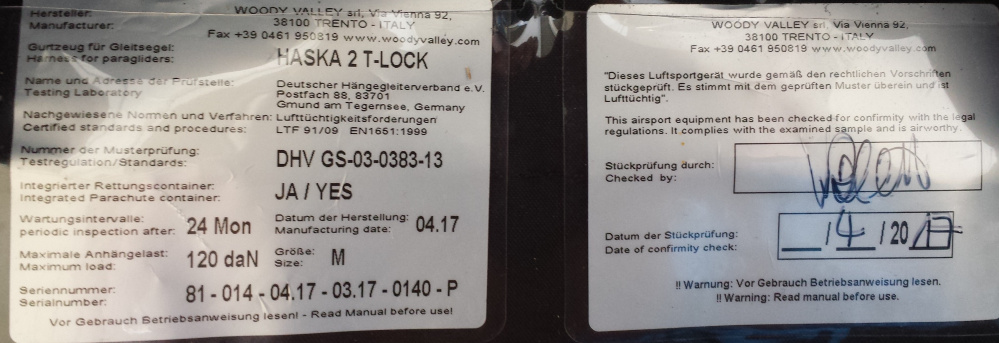 Hersteller:
Manufacturer:
WOODY VALLEY srl, Via Vienna 92,
38100 TRENTO - ITALY
Fax +39 0461 950819 www.woodyvalley.com
Gurtzeug für Gleitsegel:
Harness for paragliders:
HASKA 2 T-LOCK
Name und Adresse der Prüfstelle:
Testing Laboratory
Deutscher Hängegleiterverband e.V.
Postfach 88, 83701
Gmund am Tegernsee, Germany
Nachgewiesene Normen und Verfahren:
Certified standards and procedures:
Lufttüchtigkeitsforderungen
LTF 91/09 EN1651:1999
Nummer der Musterprüfung:
Testregulation/Standards:
DHV GS-03-0383-13
Integrierter Rettungscontainer:
Integrated Parachute container:
JA / YES
Wartungsintervalle:
periodic inspection after:
24 Mon
Datum der Herstellung:
Manufacturing date:
04.17
Maximale Anhängelast:
Maximum load:
120 daN
Größe:
Size:
M
Seriennummer:
Serialnumber:
81 - 014 - 04.17 - 03.17 - 0140 - P
Vor Gebrauch Betriebsanweisung lesen! - Read Manual before use!
WOODY VALLEY srl, Via Vienna 92,
38100 TRENTO - ITALY
Fax +39 0461 950819 www.woodyvalley.com
"Dieses Luftsportgerät wurde gemäß den rechtlichen Vorschriften
stückgeprüft. Es stimmt mit dem geprüften Muster überein und ist
Lufttüchtig".
This airsport equipment has been checked for confirmity with the legal
regulations. It complies with the examined sample and is airworthy.
Stückprüfung durch:
Checked by:
Datum der Stückprüfung:
Date of confirmity check:
__/4/2017
!! Warnung: Vor Gebrauch Betriebsanweisung lesen.
!! Warning: Read manual before use.